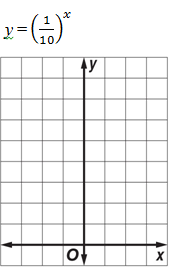 y = (1/10)^x
y
O
x